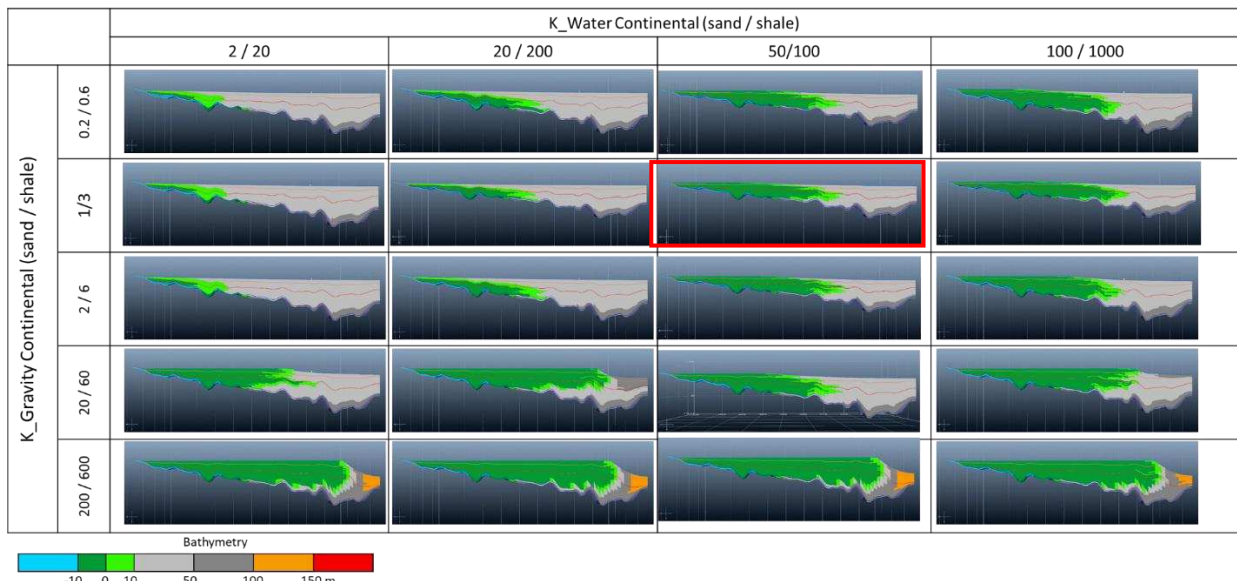 K_Water Continental (sand / shale)
2 / 20
20 / 200
50/100
100 / 1000
K_Gravity Continental (sand / shale)
0.2 / 0.6
1/3
2 / 6
20 / 60
200 / 600
Bathymetry
-10 0 10 50 100 150 m